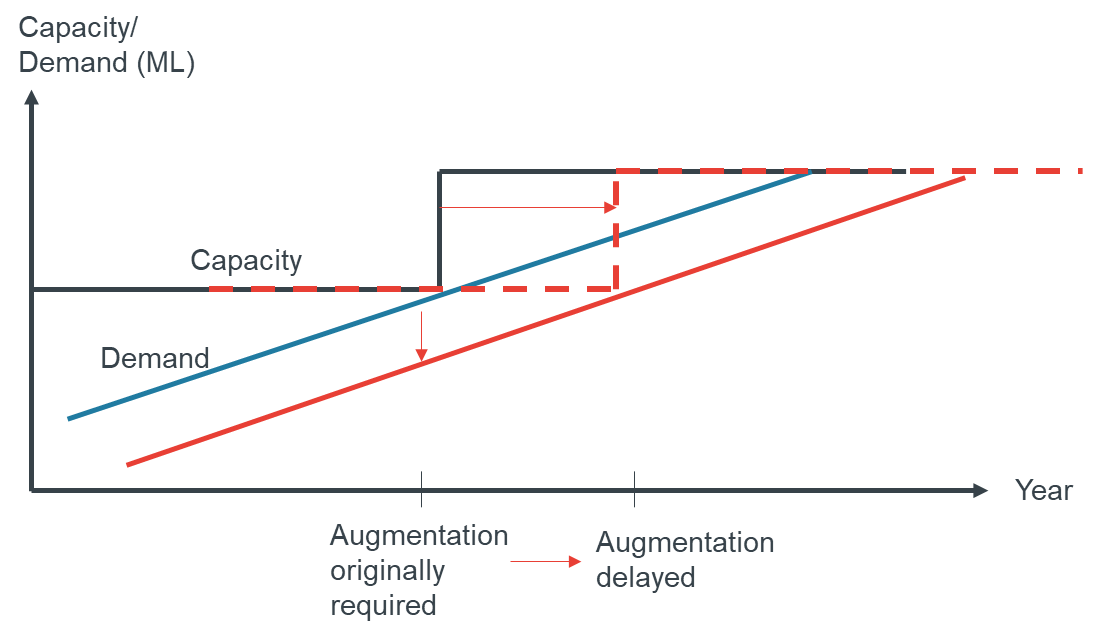 Capacity/
Demand (ML)
Capacity
Demand
Year
Augmentation
originally
required
Augmentation
delayed